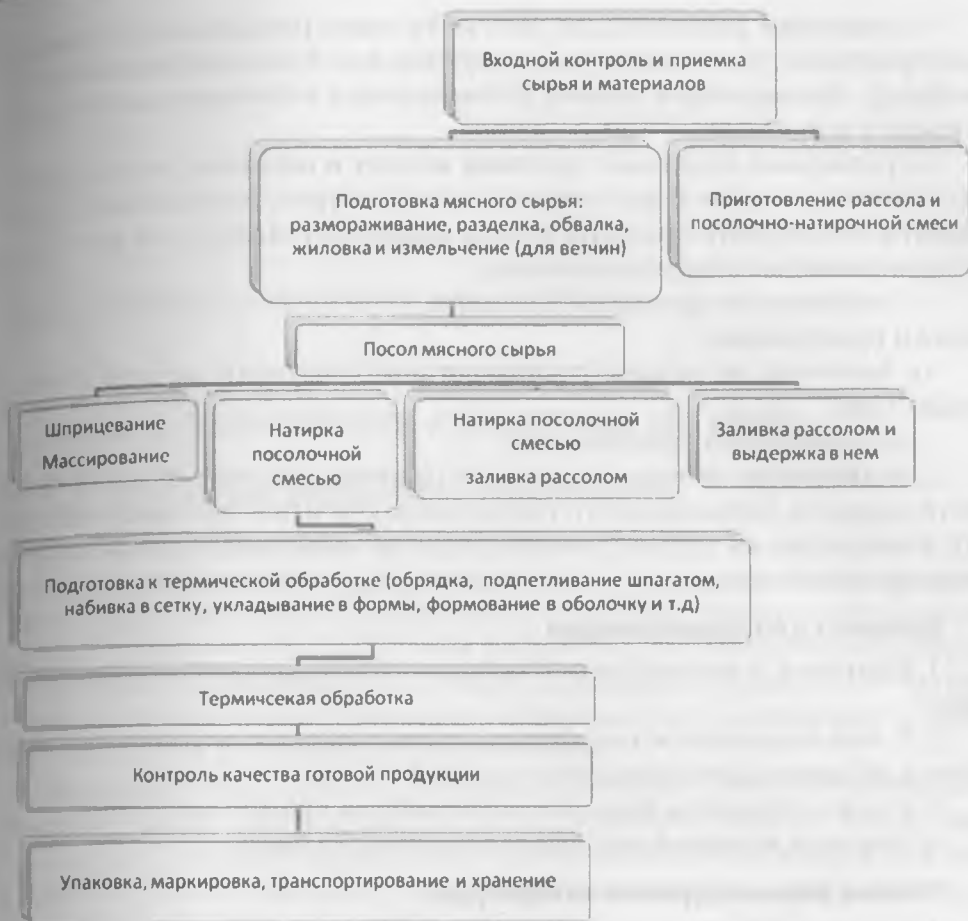 Входной контроль и приемка
сырья и материалов
Подготовка мясного сырья:
размораживание, разделка, обвалка,
жиловка и измельчение (для ветчин)
Приготовление рассола и
посолочно-натирочной смеси
Посол мясного сырья
Шприцевание
Массирование
Натирка
посолочной
смесью
Натирка посолочной
смесью
заливка рассолом
Заливка рассолом и
выдержка в нем
Подготовка к термической обработке (обрядка, подпетливание шпагатом,
набивка в сетку, укладывание в формы, формование в оболочку и т.д)
Термичсекая обработка
Контроль качества готовой продукции
Упаковка, маркировка, транспортирование и хранение